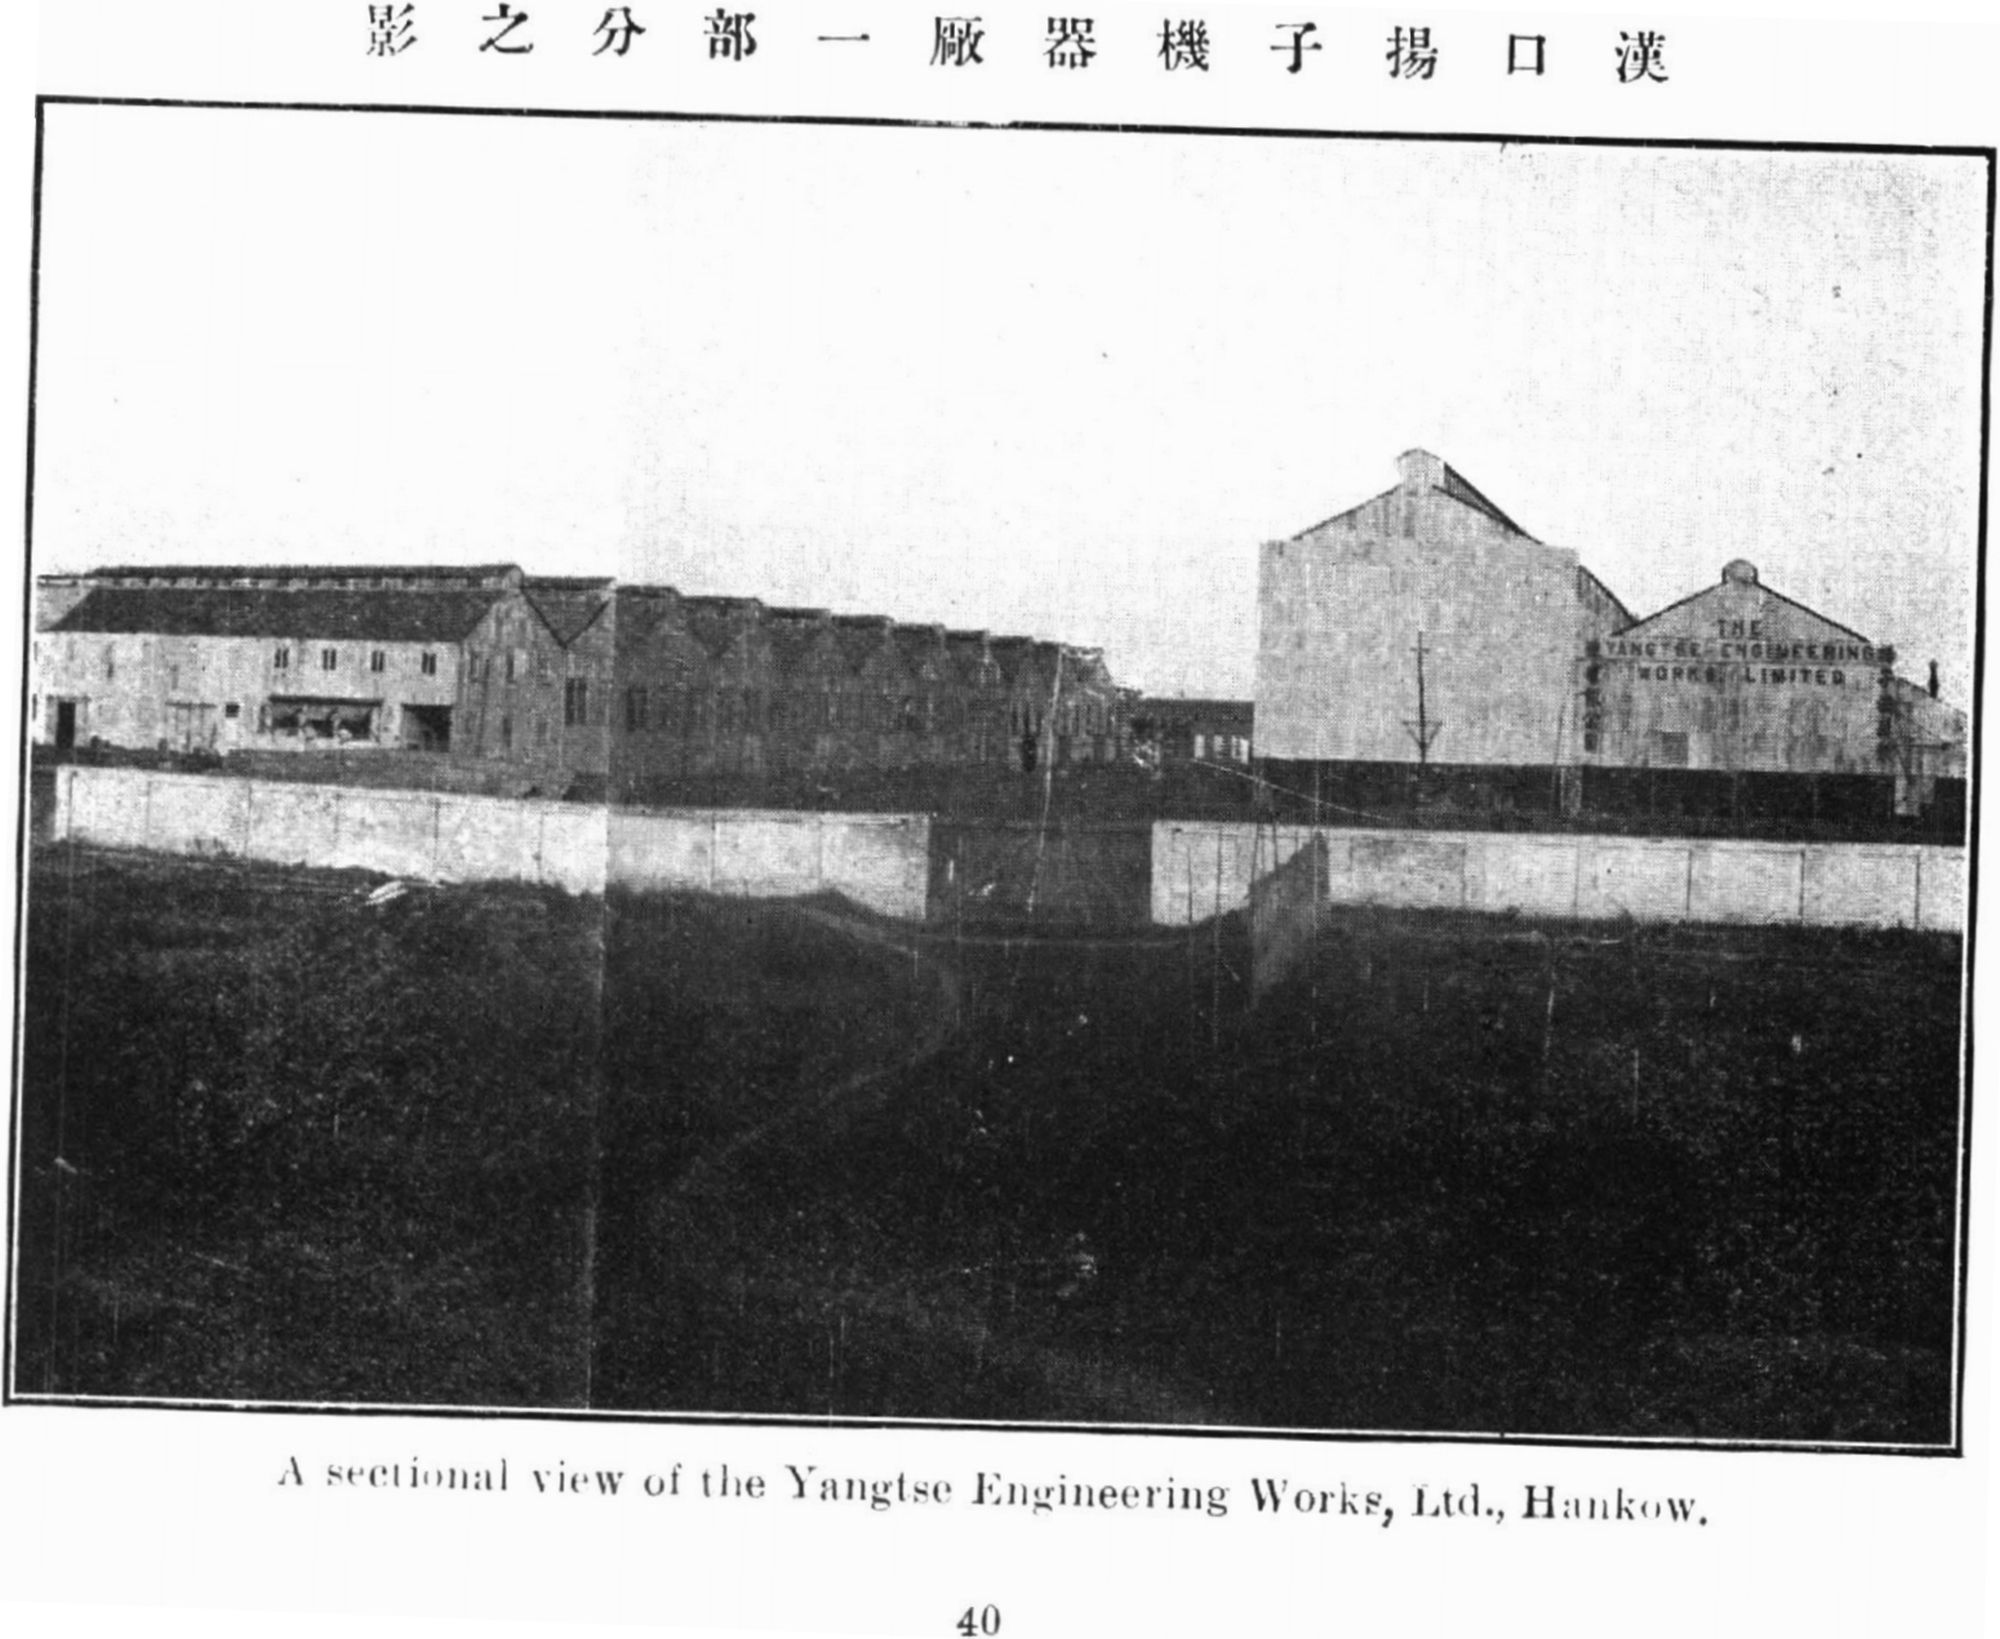 漢口揚子機器厰一部分之影
THE
YANGTSE ENGINEERING
WORKS, LIMITED
A sectional view of the Yangtse Engineering Works, Ltd., Hankow.
40